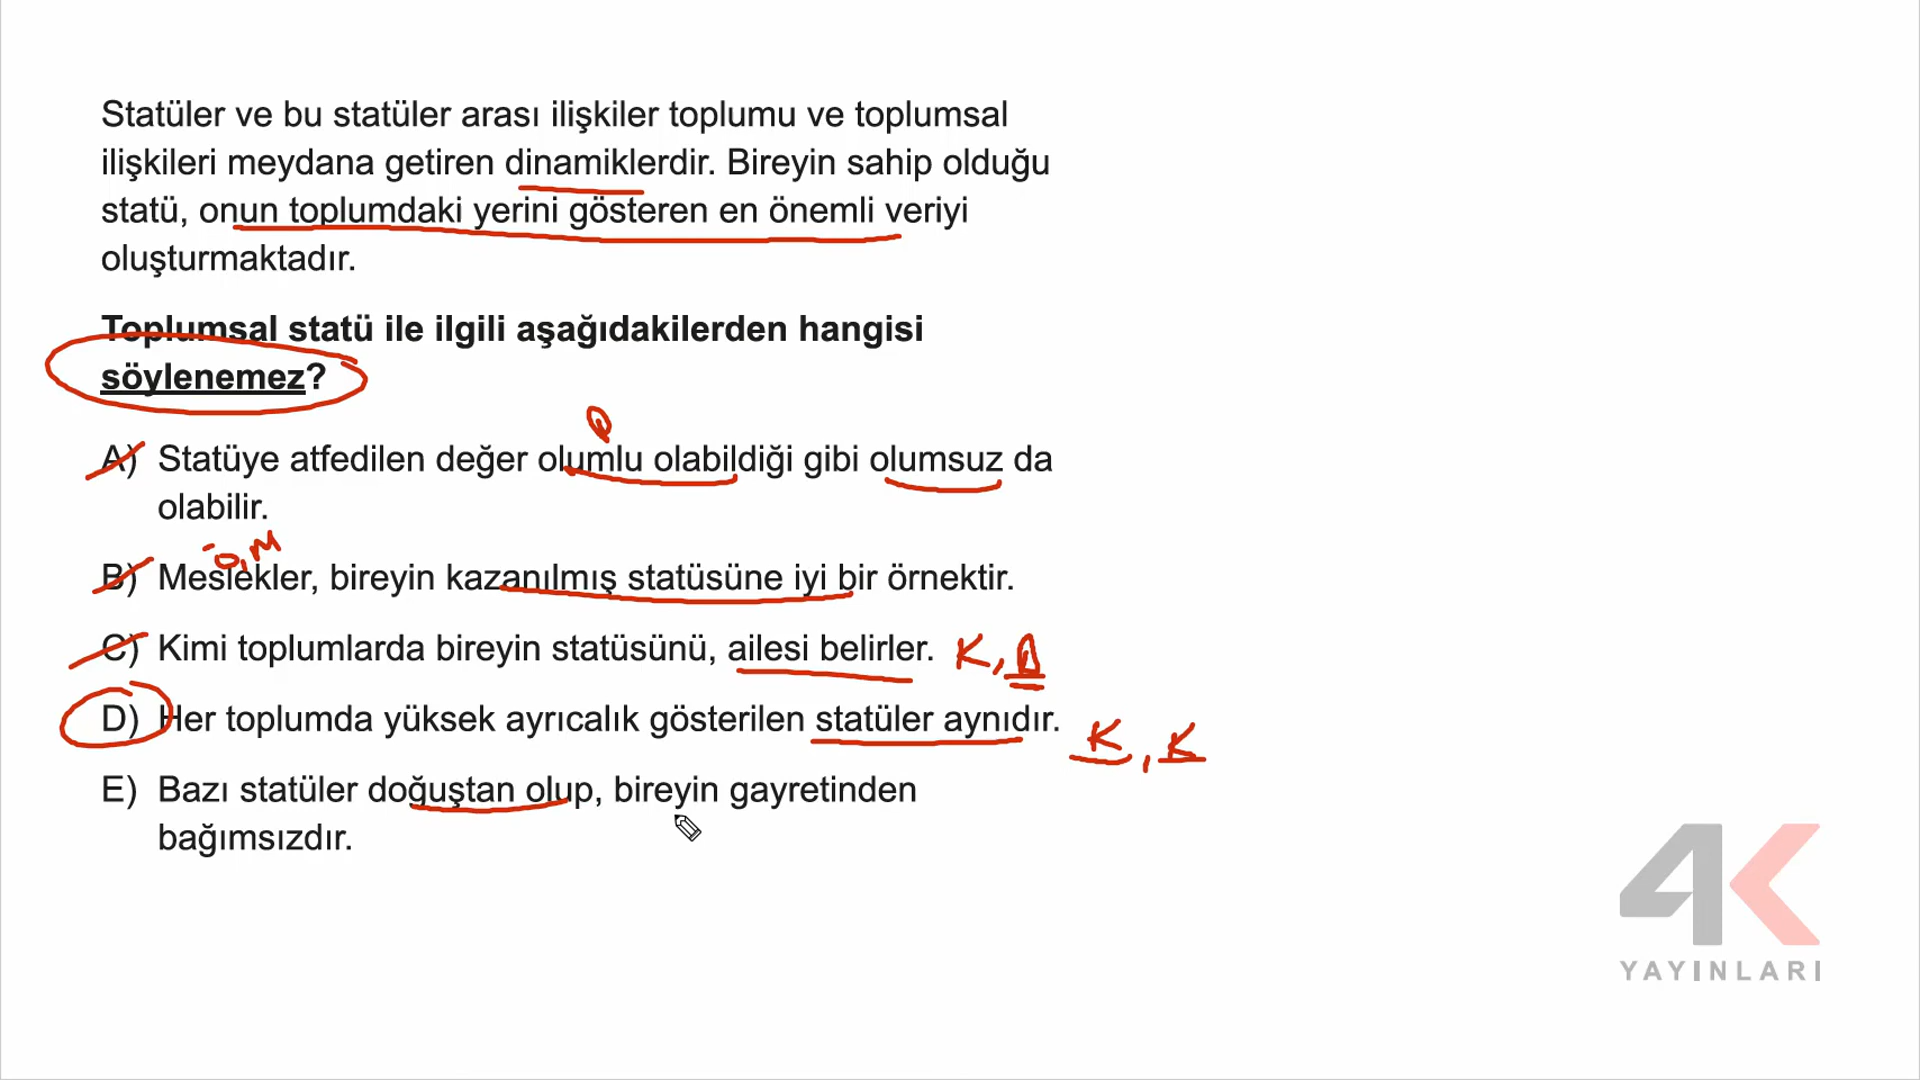 Statüler ve bu statüler arası ilişkiler toplumu ve toplumsal
ilişkileri meydana getiren dinamiklerdir. Bireyin sahip olduğu
statü, onun toplumdaki yerini gösteren en önemli veriyi
oluşturmaktadır.
Toplumsal statü ile ilgili aşağıdakilerden hangisi
söylenemez?
A) Statüye atfedilen değer olumlu olabildiği gibi olumsuz da
olabilir.
Ö, M
B) Meslekler, bireyin kazanılmış statüsüne iyi bir örnektir.
C) Kimi toplumlarda bireyin statüsünü, ailesi belirler. K,
D) Her toplumda yüksek ayrıcalık gösterilen statüler aynıdır. K, K
E) Bazı statüler doğuştan olup, bireyin gayretinden
bağımsızdır.
4K
YAYINLARI